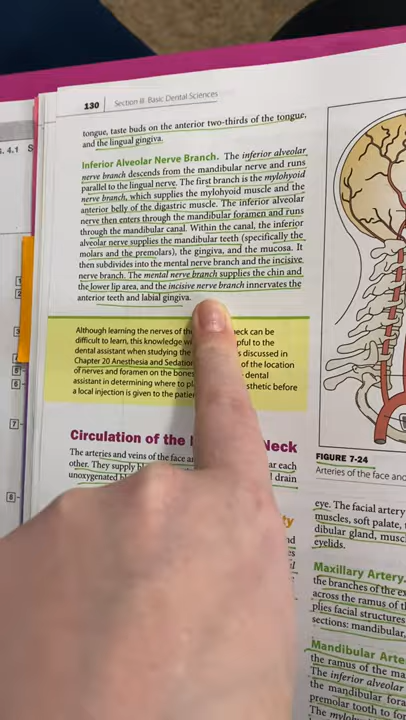 130 Section III: Basic Dental Sciences
tongue, taste buds on the anterior two-thirds of the tongue,
and the lingual gingiva.
Inferior Alveolar Nerve Branch. The inferior alveolar
nerve branch descends from the mandibular nerve and runs
parallel to the lingual nerve. The first branch is the mylohyoid
nerve branch, which supplies the mylohyoid muscle and the
anterior belly of the digastric muscle. The inferior alveolar
nerve then enters through the mandibular foramen and runs
through the mandibular canal. Within the canal, the inferior
alveolar nerve supplies the mandibular teeth (specifically the
molars and the premolars), the gingiva, and the mucosa. It
then subdivides into the mental nerve branch and the incisive
nerve branch. The mental nerve branch supplies the chin and
the lower lip area, and the incisive nerve branch innervates the
anterior teeth and labial gingiva.
Although learning the nerves of the eck can be
difficult to learn, this knowledge w pful to the
dental assistant when studying the s discussed in
Chapter 20 Anesthesia and Sedation of the location
of nerves and foramen on the bones dental
assistant in determining where to pl sthetic before
a local injection is given to the patie
Circulation of the Neck
The arteries and veins of the face ar ar each
other. They supply drain
unoxygenated
FIGURE 7-24
Arteries of the face and
eye. The facial artery
muscles, soft palate,
dibular gland, musc
eyelids.
Maxillary Artery.
the branches of the ex
across the ramus of t
plies facial structures
sections: mandibular,
Mandibular Arte
the ramus of the ma
The inferior alveolar
the mandibular fora
premolar tooth to fo
The mylo